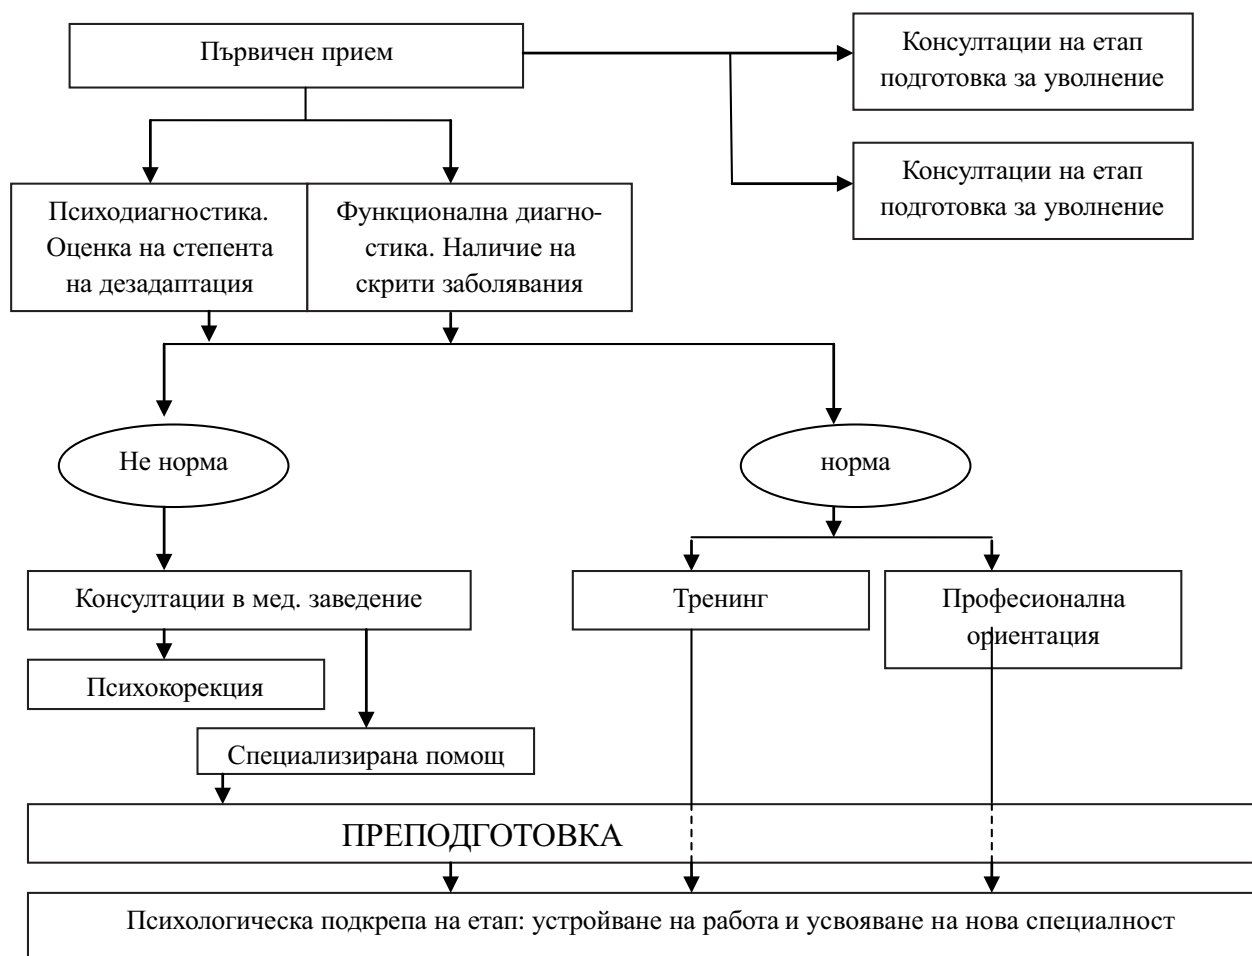 Първичен прием
Консултации на етап
подготовка за уволнение
Консултации на етап
подготовка за уволнение
Психодиагностика.
Оценка на степента
на дезадаптация
Функционална диагно-
стика. Наличие на
скрити заболявания
Не норма
норма
Консултации в мед. заведение
Тренинг
Професионална
ориентация
Психокорекция
Специализирана помощ
ПРЕПОДГОТОВКА
Психологическа подкрепа на етап: устройване на работа и усвояване на нова специалност